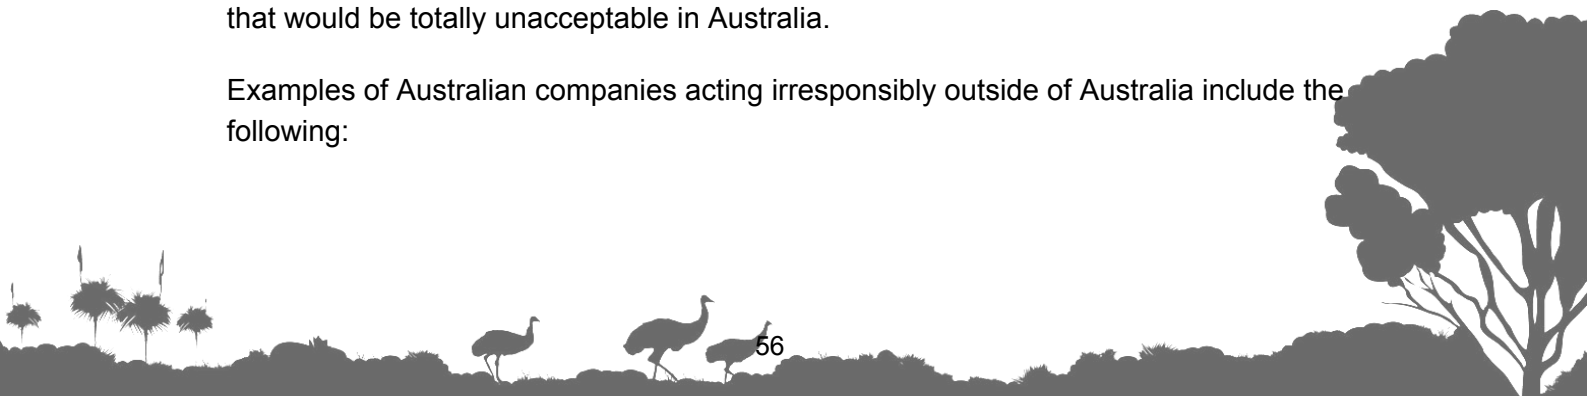 that would be totally unacceptable in Australia.
Examples of Australian companies acting irresponsibly outside of Australia include the
following:
56